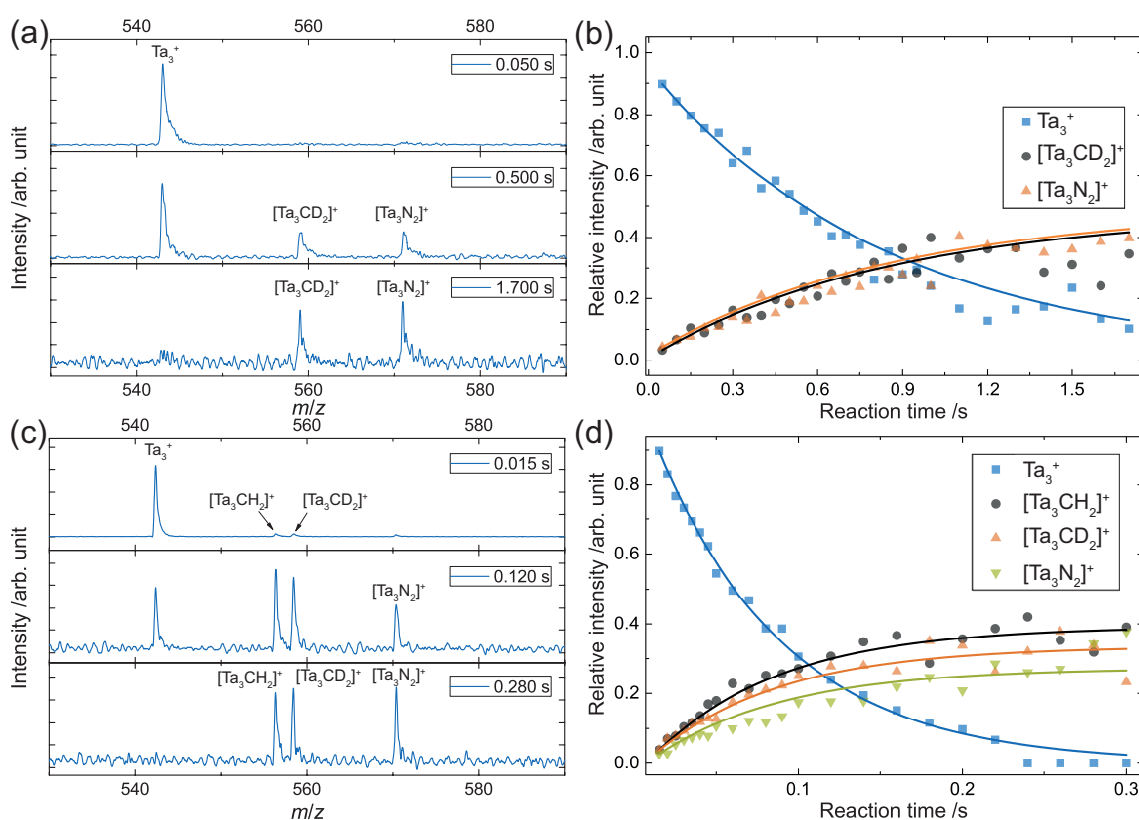 (a)
540 560 580
Ta₃⁺
0.050 s
0.500 s
[Ta₃CD₂]⁺ [Ta₃N₂]⁺
[Ta₃CD₂]⁺ [Ta₃N₂]⁺ 1.700 s
Intensity /arb. unit
540 560 580
m/z
(b)
1.0
0.8
0.6
0.4
0.2
0.0
Relative intensity /arb. unit
Ta₃⁺
[Ta₃CD₂]⁺
[Ta₃N₂]⁺
0.0 0.3 0.6 0.9 1.2 1.5
Reaction time /s
(c)
540 560 580
Ta₃⁺
0.015 s
[Ta₃CH₂]⁺ [Ta₃CD₂]⁺
0.120 s
[Ta₃N₂]⁺
[Ta₃CH₂]⁺ [Ta₃CD₂]⁺ [Ta₃N₂]⁺ 0.280 s
Intensity /arb. unit
540 560 580
m/z
(d)
0.8
0.6
0.4
0.2
0.0
Relative intensity /arb. unit
Ta₃⁺
[Ta₃CH₂]⁺
[Ta₃CD₂]⁺
[Ta₃N₂]⁺
0.1 0.2 0.3
Reaction time /s